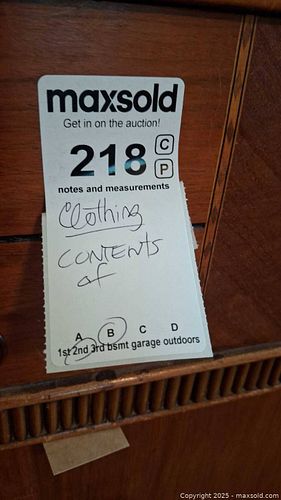 maxsold
Get in on the auction!
218 C
P
notes and measurements
Clothing
CONTENTS
of
A B C D
1st 2nd 3rd bsmt garage outdoors
Copyright 2025 - maxsold.com